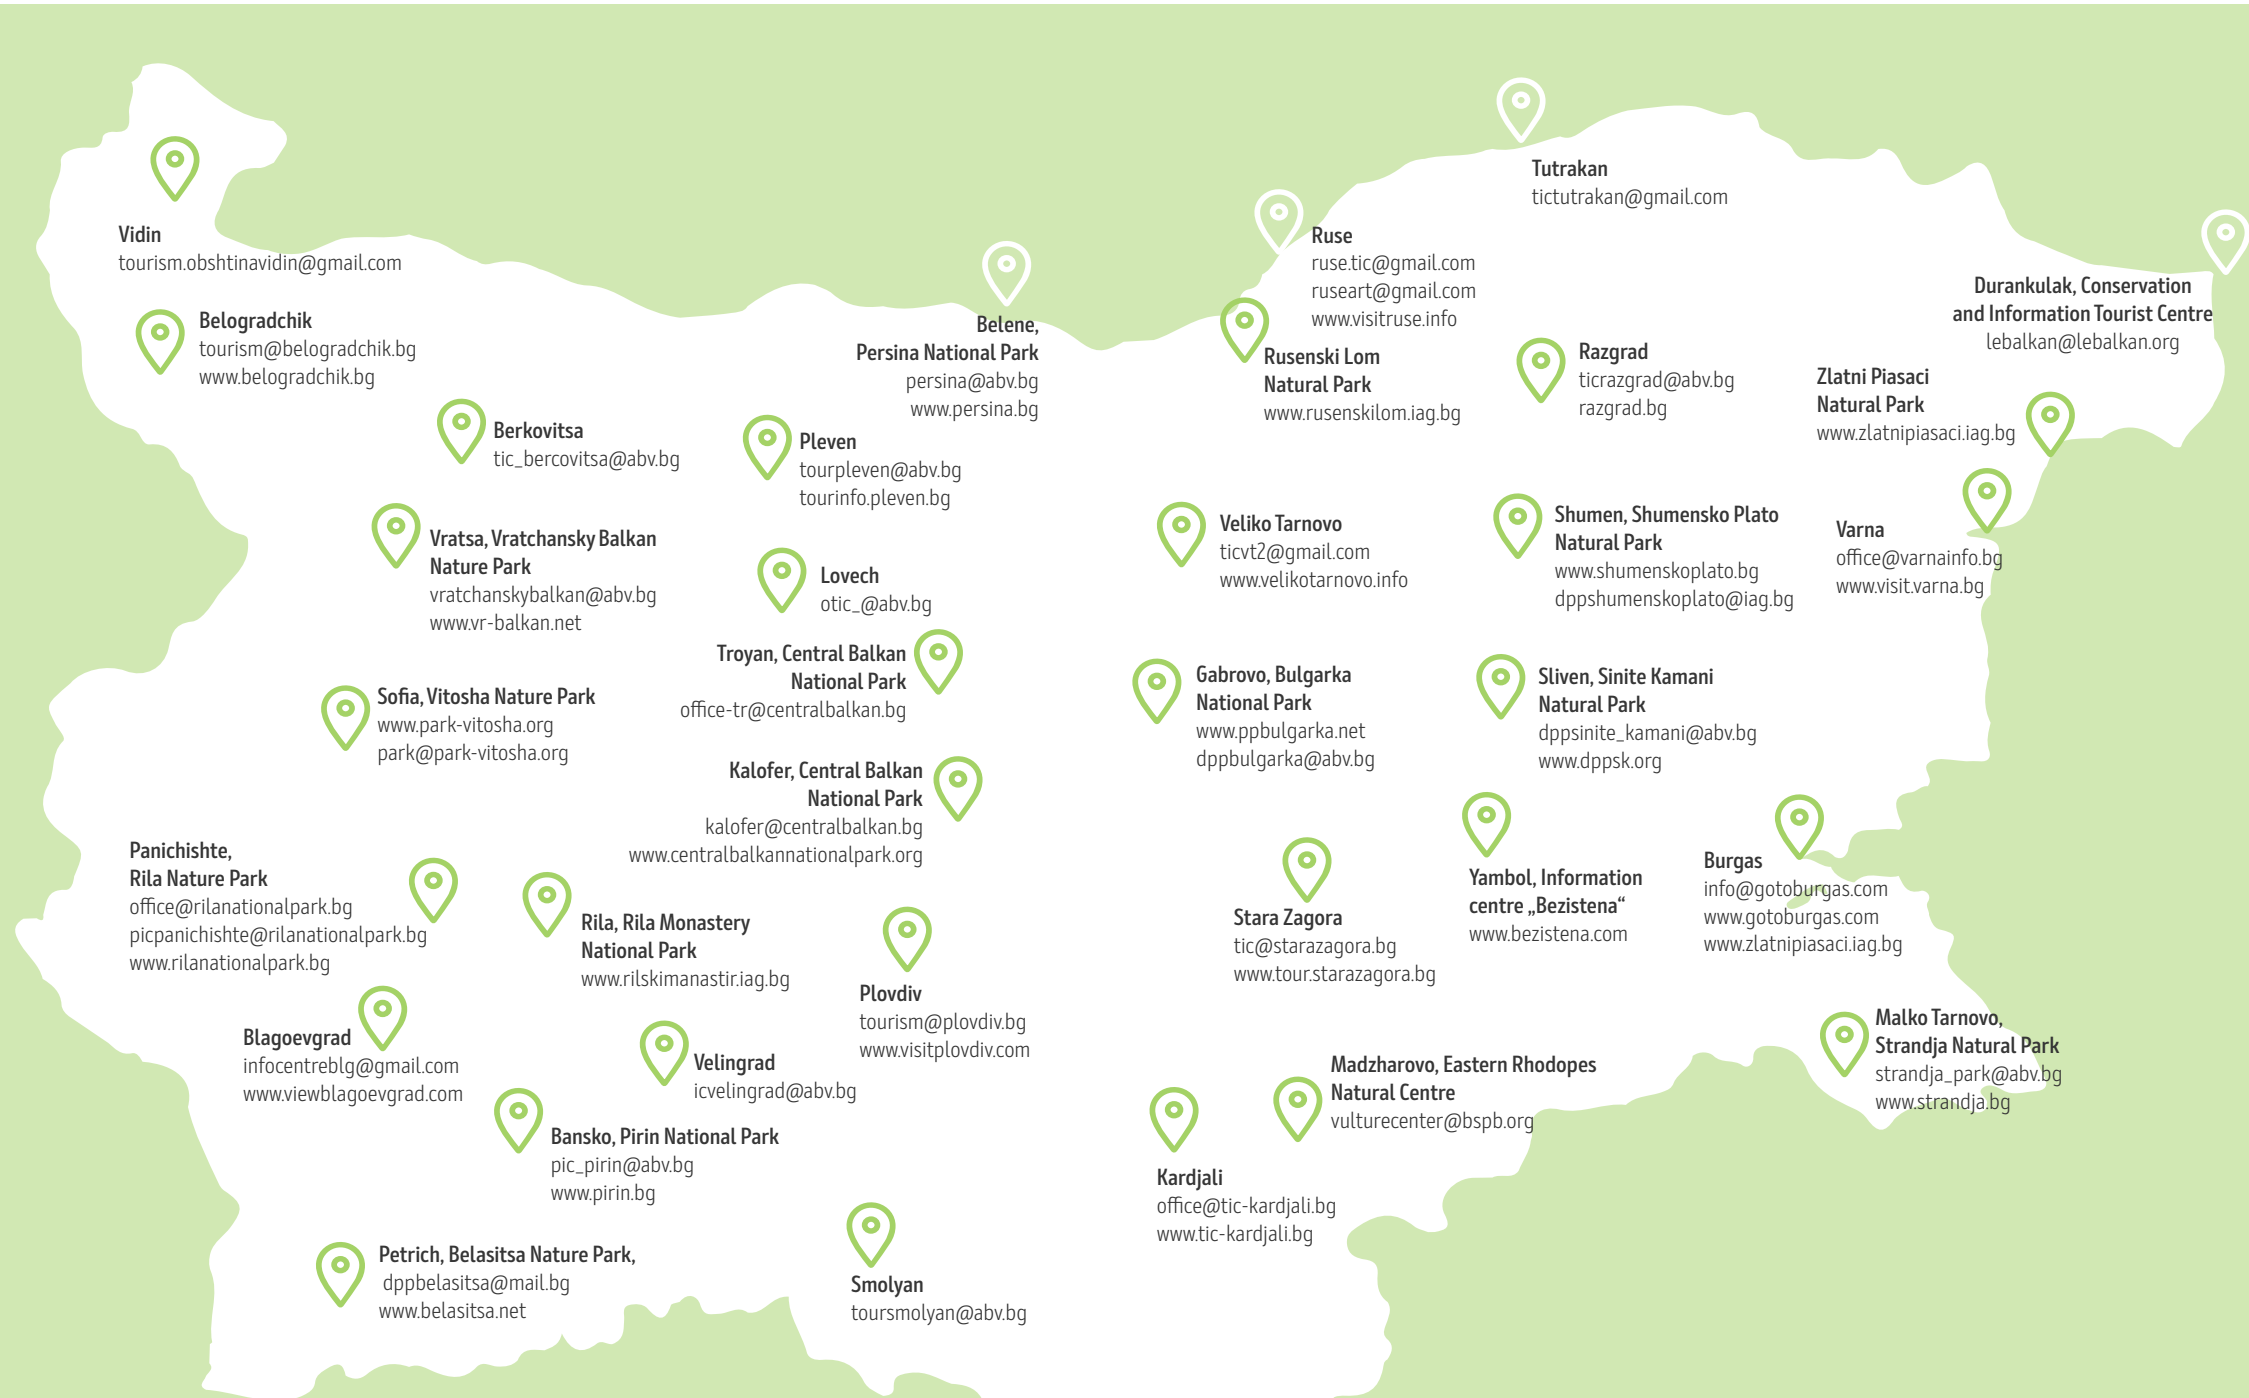 Tutrakan
tictutrakan@gmail.com
Vidin
tourism.obshtinavidin@gmail.com
Ruse
ruse.tic@gmail.com
ruseart@gmail.com
www.visitruse.info
Durankulak, Conservation
and Information Tourist Centre
lebalkan@lebalkan.org
Belogradchik
tourism@belogradchik.bg
www.belogradchik.bg
Belene,
Persina National Park
persina@abv.bg
www.persina.bg
Rusenski Lom
Natural Park
www.rusenskilom.iag.bg
Razgrad
ticrazgrad@abv.bg
razgrad.bg
Zlatni Piasaci
Natural Park
www.zlatnipiasaci.iag.bg
Berkovitsa
tic_bercovitsa@abv.bg
Pleven
tourpleven@abv.bg
tourinfo.pleven.bg
Vratsa, Vratchansky Balkan
Nature Park
vratchanskybalkan@abv.bg
www.vr-balkan.net
Lovech
otic_@abv.bg
Veliko Tarnovo
ticvt2@gmail.com
www.velikotarnovo.info
Shumen, Shumensko Plato
Natural Park
www.shumenskoplato.bg
dppshumenskoplato@iag.bg
Varna
office@varnainfo.bg
www.visit.varna.bg
Troyan, Central Balkan
National Park
office-tr@centralbalkan.bg
Sofia, Vitosha Nature Park
www.park-vitosha.org
park@park-vitosha.org
Gabrovo, Bulgarka
National Park
www.ppbulgarka.net
dppbulgarka@abv.bg
Sliven, Sinite Kamani
Natural Park
dppsinite_kamani@abv.bg
www.dppsk.org
Kalofer, Central Balkan
National Park
kalofer@centralbalkan.bg
www.centralbalkannationalpark.org
Panichishte,
Rila Nature Park
office@rilanationalpark.bg
picpanichishte@rilanationalpark.bg
www.rilanationalpark.bg
Rila, Rila Monastery
National Park
www.rilskimanastir.iag.bg
Stara Zagora
tic@starazagora.bg
www.tour.starazagora.bg
Yambol, Information
centre „Bezistena“
www.bezistena.com
Burgas
info@gotoburgas.com
www.gotoburgas.com
www.zlatnipiasaci.iag.bg
Plovdiv
tourism@plovdiv.bg
www.visitplovdiv.com
Blagoevgrad
infocentreblg@gmail.com
www.viewblagoevgrad.com
Velingrad
icvelingrad@abv.bg
Madzharovo, Eastern Rhodopes
Natural Centre
vulturecenter@bspb.org
Malko Tarnovo,
Strandja Natural Park
strandja_park@abv.bg
www.strandja.bg
Bansko, Pirin National Park
pic_pirin@abv.bg
www.pirin.bg
Kardjali
office@tic-kardjali.bg
www.tic-kardjali.bg
Petrich, Belasitsa Nature Park,
dppbelasitsa@mail.bg
www.belasitsa.net
Smolyan
toursmolyan@abv.bg